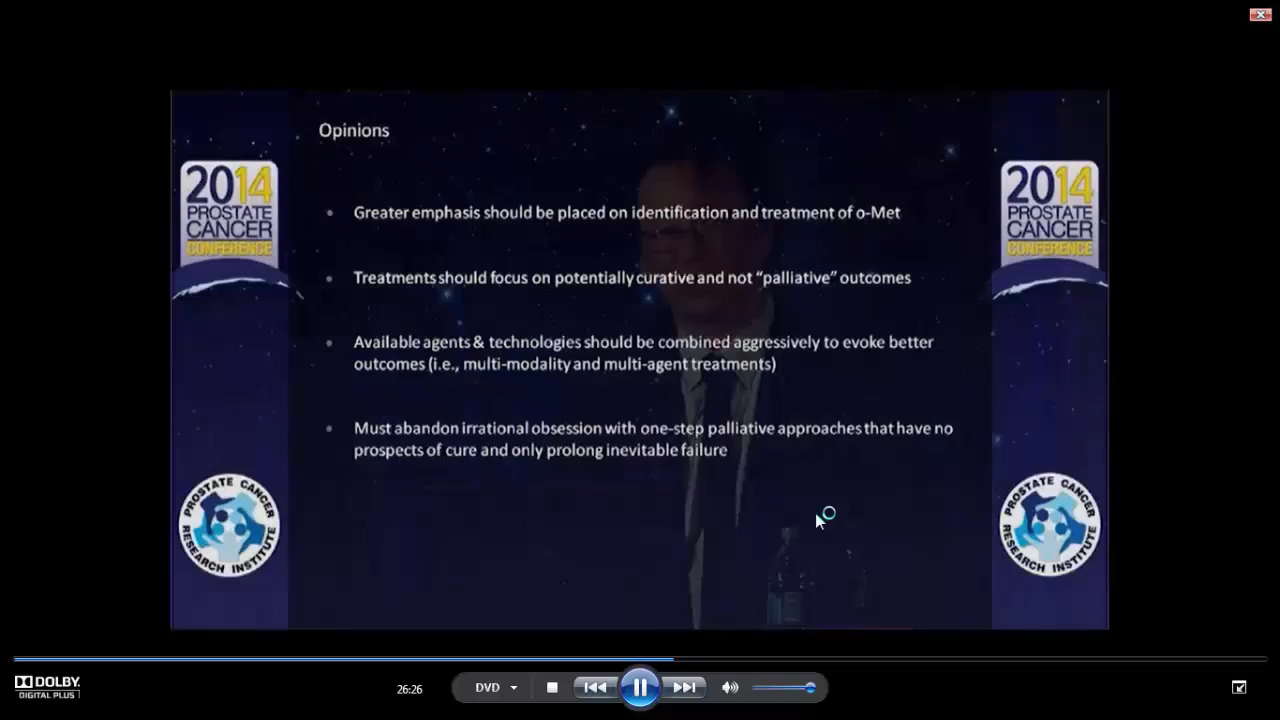 Opinions
2014
PROSTATE
CANCER
CONFERENCE
2014
PROSTATE
CANCER
CONFERENCE
• Greater emphasis should be placed on identification and treatment of o-Met
• Treatments should focus on potentially curative and not “palliative” outcomes
• Available agents & technologies should be combined aggressively to evoke better
outcomes (i.e., multi-modality and multi-agent treatments)
• Must abandon irrational obsession with one-step palliative approaches that have no
prospects of cure and only prolong inevitable failure
PROSTATE CANCER
RESEARCH INSTITUTE
PROSTATE CANCER
RESEARCH INSTITUTE
DOLBY
DIGITAL PLUS
26:26
DVD